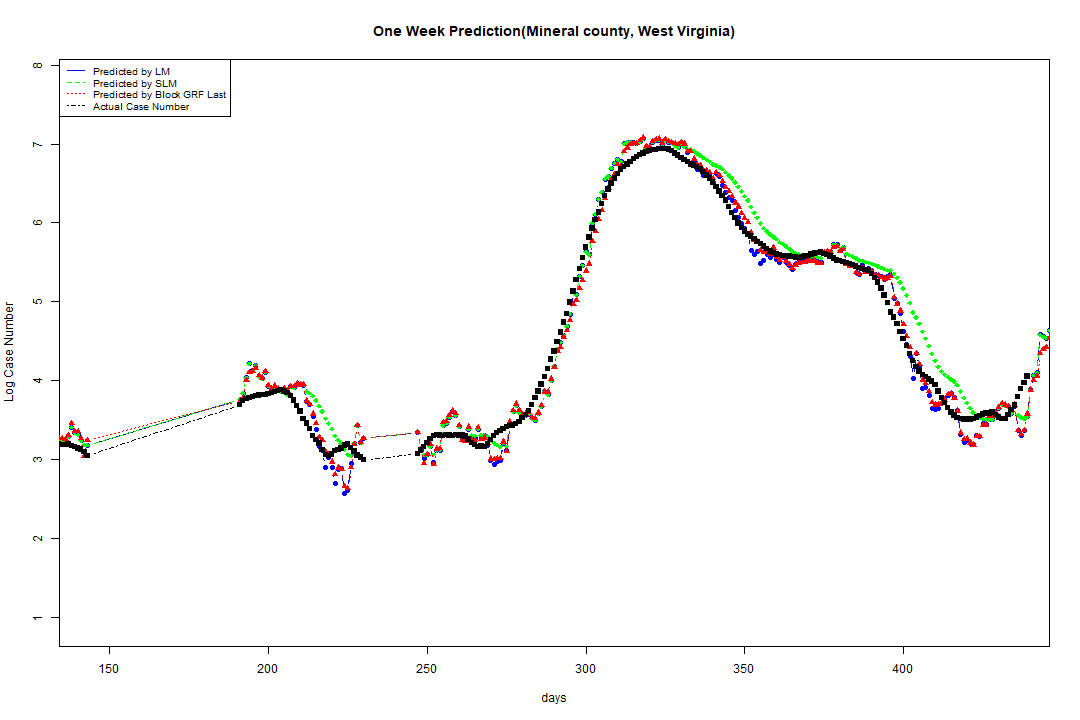 One Week Prediction(Mineral county, West Virginia)
Predicted by LM
Predicted by SLM
Predicted by Block GRF Last
Actual Case Number
8
7
6
5
4
3
2
1
Log Case Number
150 200 250 300 350 400
days